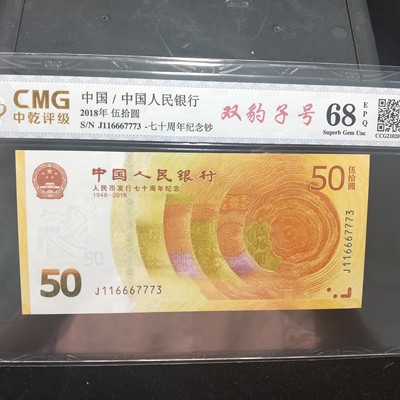 CMG
中乾评级
中国 / 中国人民银行
2018年 伍拾圆
S/N J116667773 -七十周年纪念钞
双豹子号
68
EPQ
Superb Gem Unc
中国人民银行
人民币发行七十周年纪念
1948-2018
50
伍拾圆
J116667773
50
50
J116667773